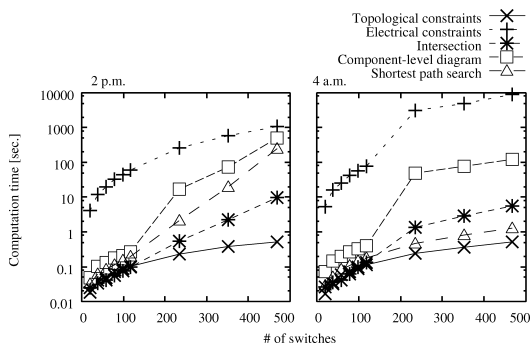 Topological constraints
Electrical constraints
Intersection
Component-level diagram
Shortest path search
2 p.m.
4 a.m.
Computation time [sec.]
10000
1000
100
10
1
0.1
0.01
0 100 200 300 400 500
0 100 200 300 400 500
# of switches